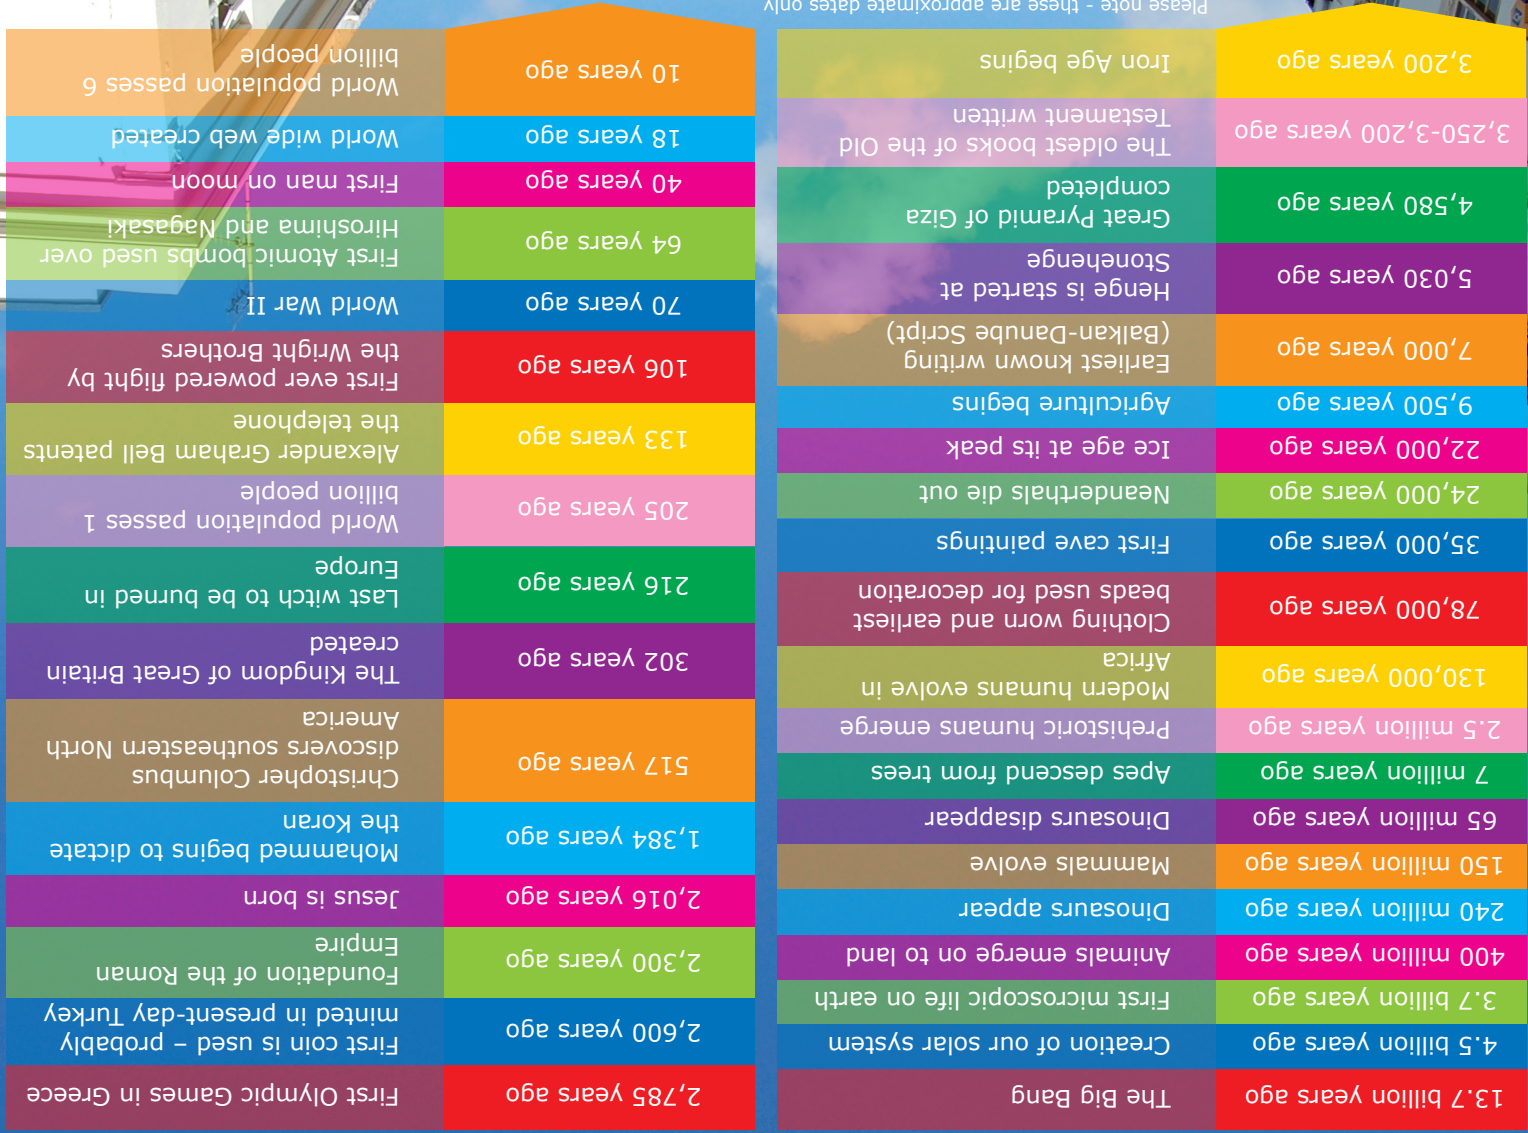 13.7 billion years ago The Big Bang
4.5 billion years ago Creation of our solar system
3.7 billion years ago First microscopic life on earth
400 million years ago Animals emerge on to land
240 million years ago Dinosaurs appear
150 million years ago Mammals evolve
65 million years ago Dinosaurs disappear
7 million years ago Apes descend from trees
2.5 million years ago Prehistoric humans emerge
130,000 years ago Modern humans evolve in
Africa
78,000 years ago Clothing worn and earliest
beads used for decoration
35,000 years ago First cave paintings
24,000 years ago Neanderthals die out
22,000 years ago Ice age at its peak
9,500 years ago Agriculture begins
7,000 years ago Earliest known writing
(Balkan-Danube Script)
5,030 years ago Henge is started at
Stonehenge
4,580 years ago Great Pyramid of Giza
completed
3,250-3,200 years ago The oldest books of the Old
Testament written
3,200 years ago Iron Age begins
2,785 years ago First Olympic Games in Greece
2,600 years ago First coin is used – probably
minted in present-day Turkey
2,300 years ago Foundation of the Roman
Empire
2,016 years ago Jesus is born
1,384 years ago Mohammed begins to dictate
the Koran
517 years ago Christopher Columbus
discovers southeastern North
America
302 years ago The Kingdom of Great Britain
created
216 years ago Last witch to be burned in
Europe
205 years ago World population passes 1
billion people
133 years ago Alexander Graham Bell patents
the telephone
106 years ago First ever powered flight by
the Wright Brothers
70 years ago World War II
64 years ago First Atomic bombs used over
Hiroshima and Nagasaki
40 years ago First man on moon
18 years ago World wide web created
10 years ago World population passes 6
billion people
Please note - these are approximate dates only